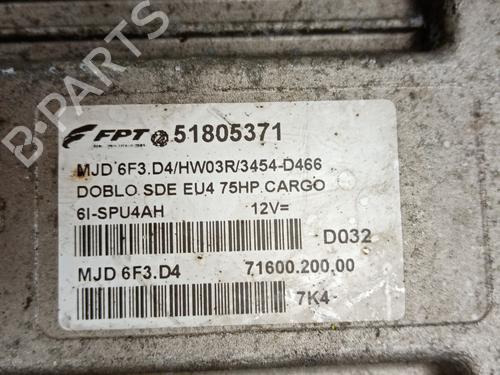 B-PARTS
FPT 51805371
MJD 6F3.D4/HW03R/3454-D466
DOBLO SDE EU4 75HP CARGO
6I-SPU4AH 12V=
D032
MJD 6F3.D4 71600.200.00
7K4